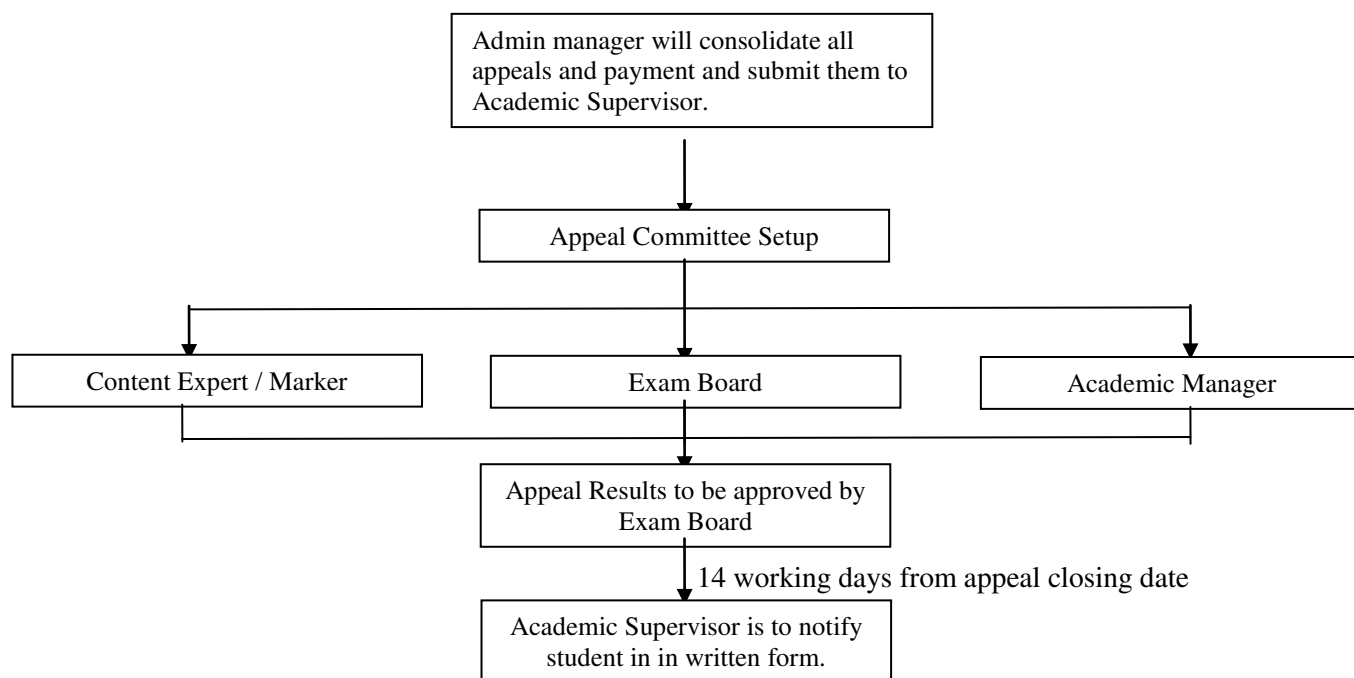 Admin manager will consolidate all
appeals and payment and submit them to
Academic Supervisor.
Appeal Committee Setup
Content Expert / Marker
Exam Board
Academic Manager
Appeal Results to be approved by
Exam Board
14 working days from appeal closing date
Academic Supervisor is to notify
student in in written form.